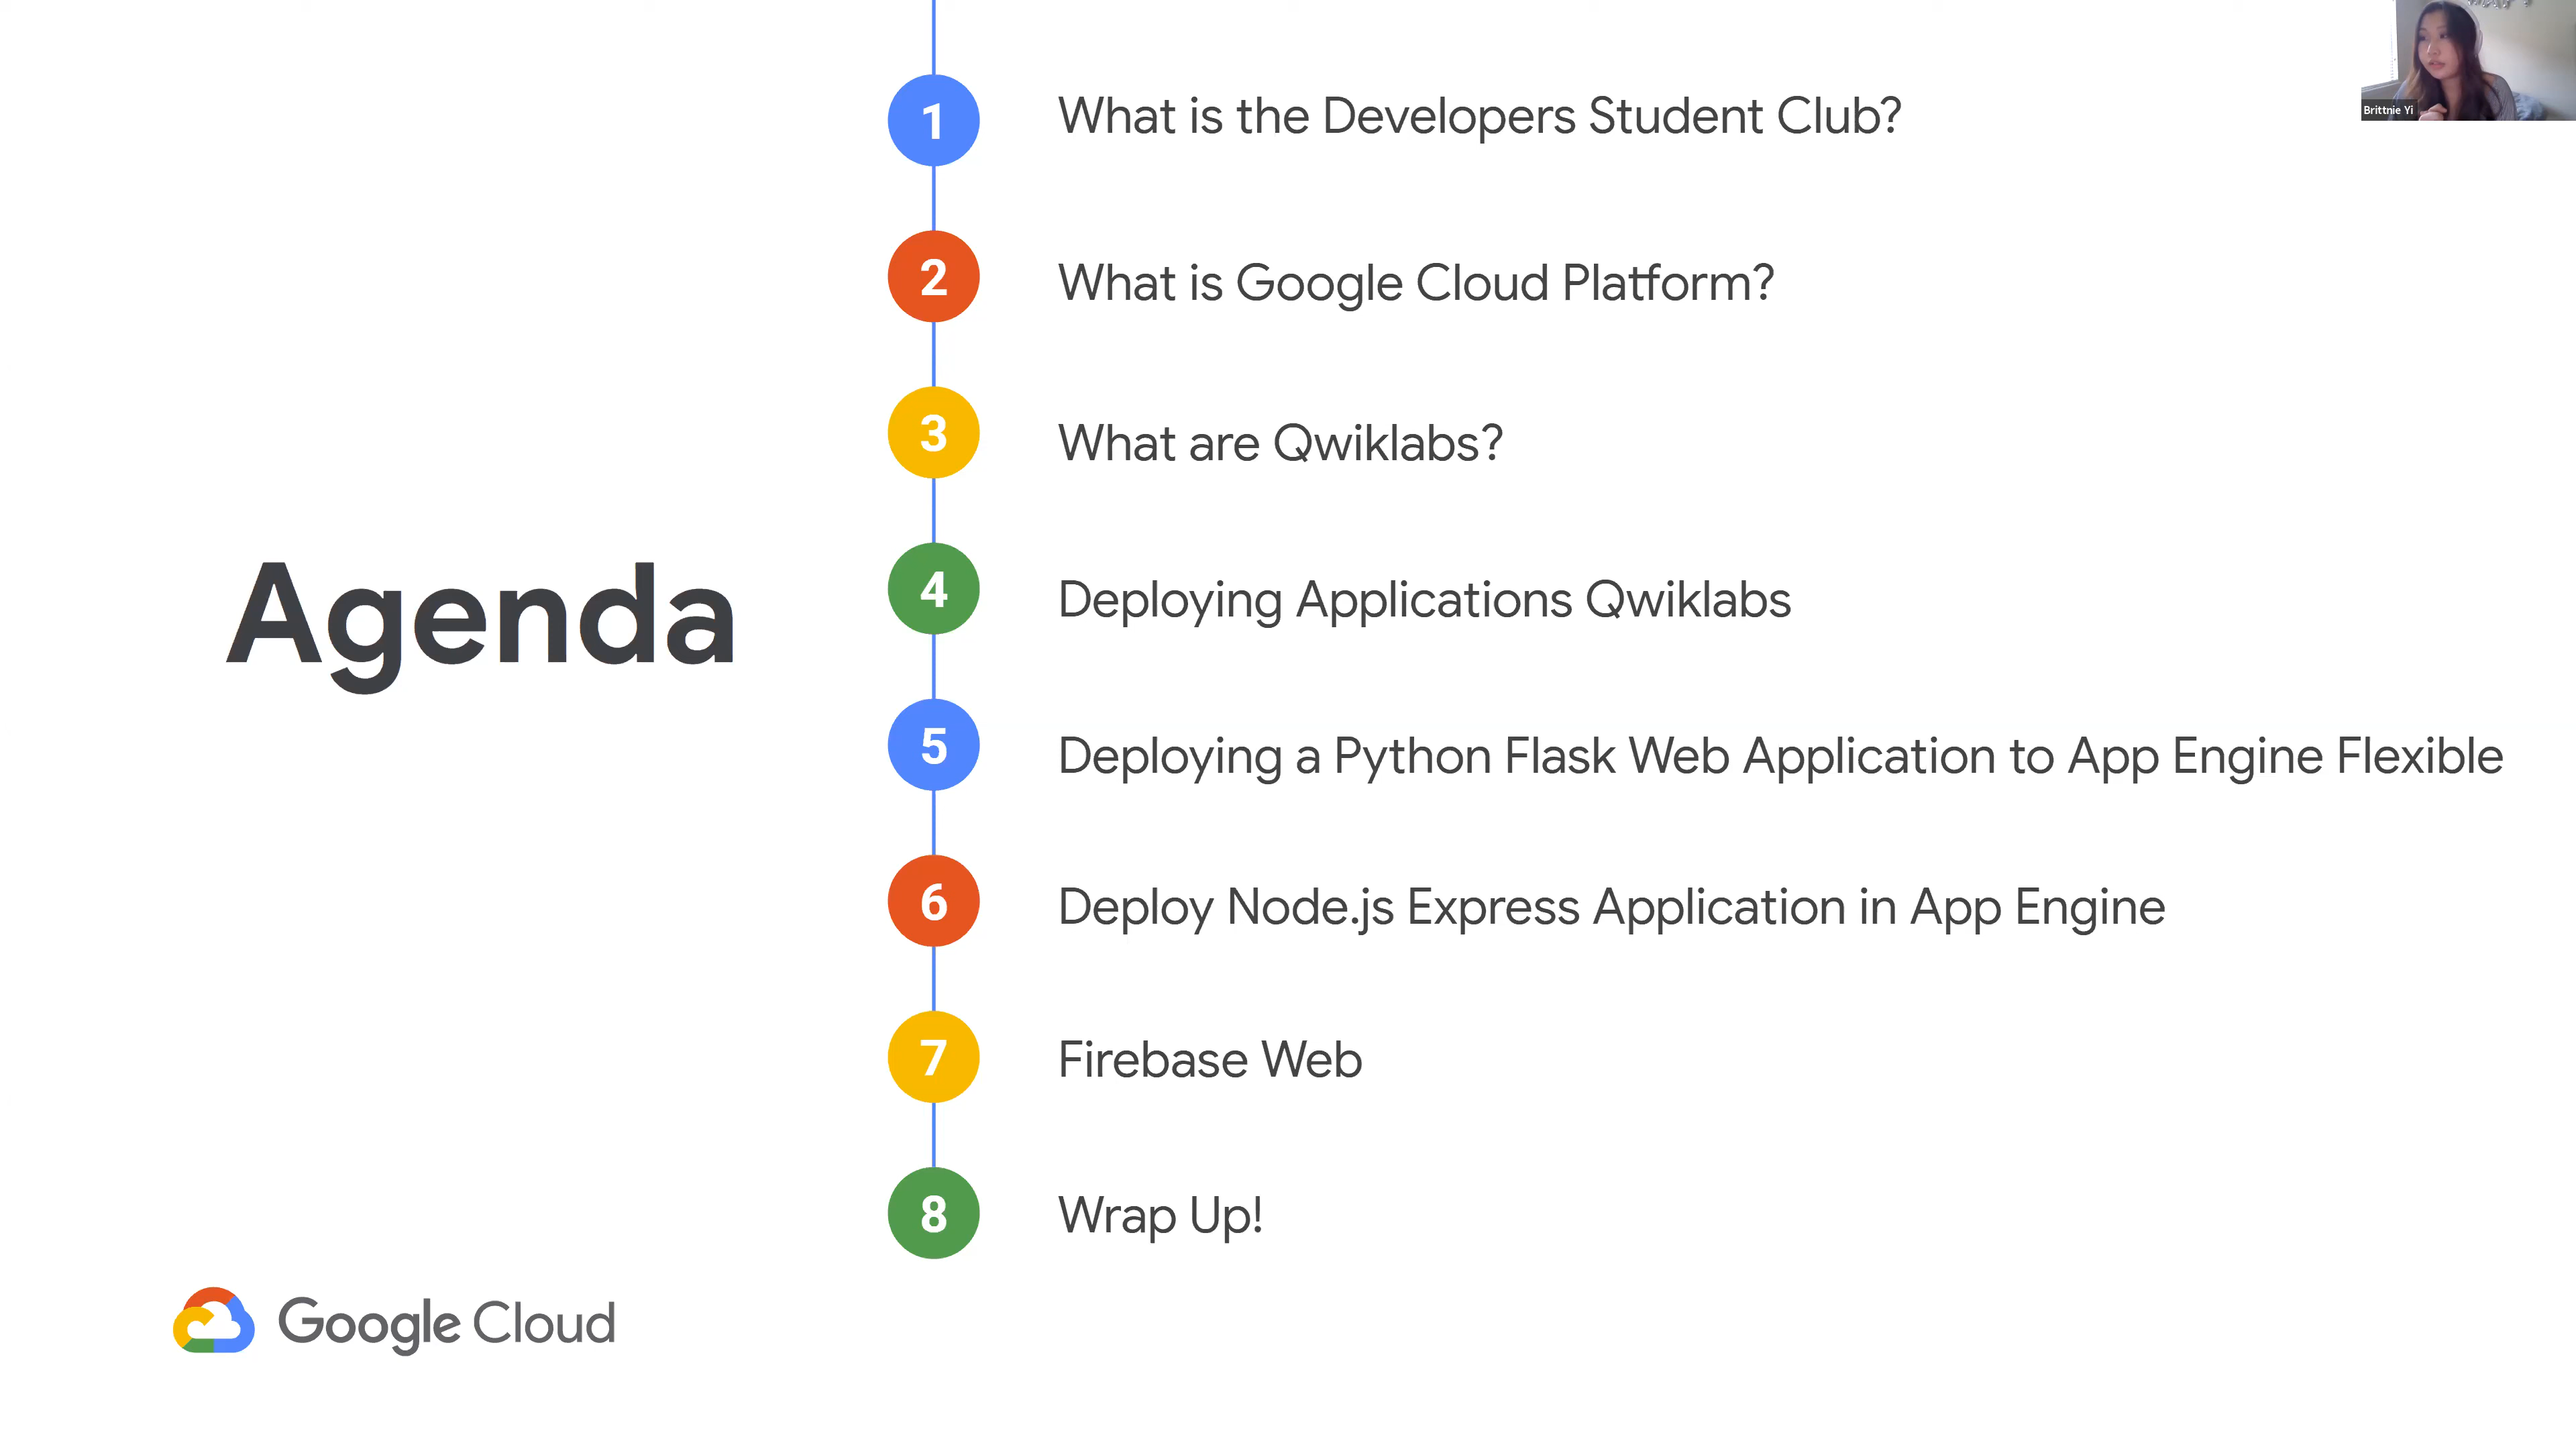 Agenda
1
What is the Developers Student Club?
2
What is Google Cloud Platform?
3
What are Qwiklabs?
4
Deploying Applications Qwiklabs
5
Deploying a Python Flask Web Application to App Engine Flexible
6
Deploy Node.js Express Application in App Engine
7
Firebase Web
8
Wrap Up!
Google Cloud
Brittnie Yi